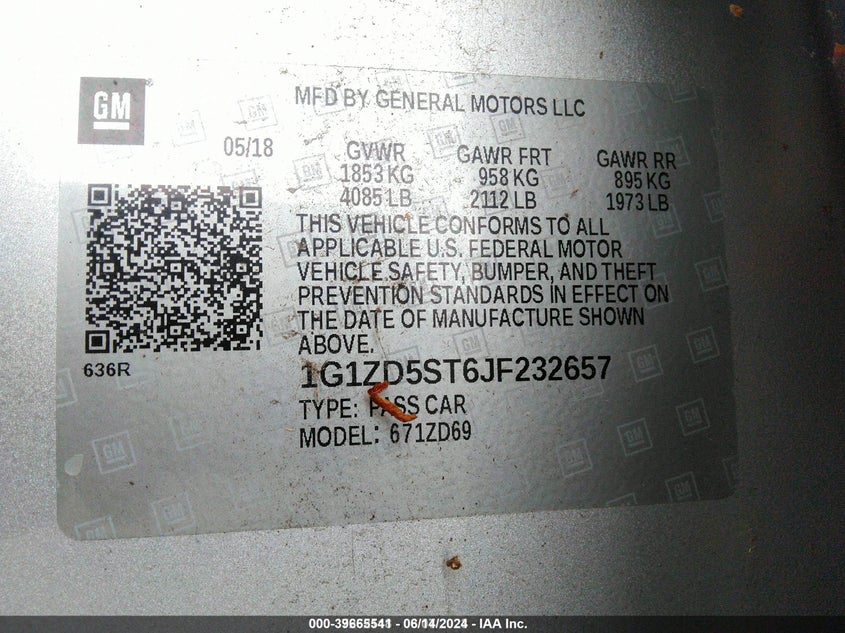 GM
MFD BY GENERAL MOTORS LLC
05/18
GVWR GAWR FRT GAWR RR
1853 KG 958 KG 895 KG
4085 LB 2112 LB 1973 LB
THIS VEHICLE CONFORMS TO ALL
APPLICABLE U.S. FEDERAL MOTOR
VEHICLE SAFETY, BUMPER, AND THEFT
PREVENTION STANDARDS IN EFFECT ON
THE DATE OF MANUFACTURE SHOWN
ABOVE.
636R
1G1ZD5ST6JF232657
TYPE: PASS CAR
MODEL: 671ZD69
000-39665541 - 06/14/2024 - IAA Inc.